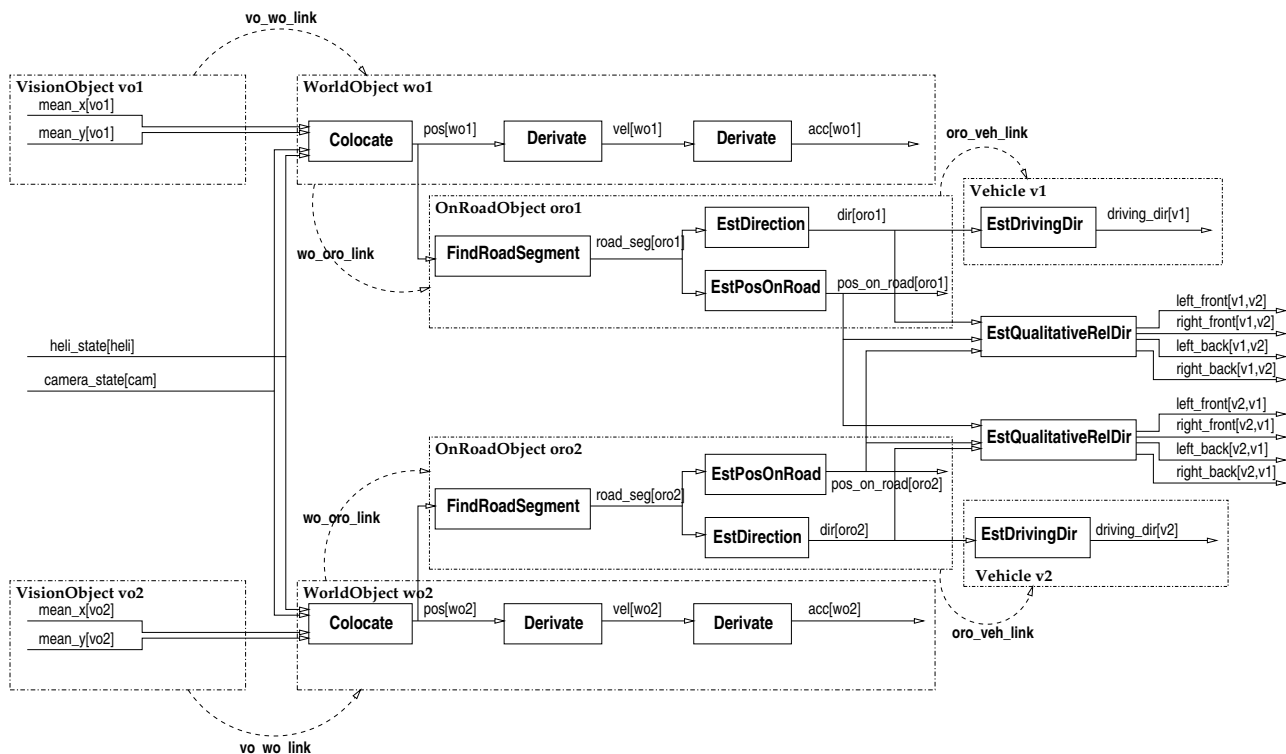 vo_wo_link
VisionObject vo1
mean_x[vo1]
mean_y[vo1]
WorldObject wo1
Colocate
pos[wo1]
Derivate
vel[wo1]
Derivate
acc[wo1]
oro_veh_link
wo_oro_link
OnRoadObject oro1
FindRoadSegment
road_seg[oro1]
EstDirection
dir[oro1]
EstPosOnRoad
pos_on_road[oro1]
Vehicle v1
EstDrivingDir
driving_dir[v1]
heli_state[heli]
camera_state[cam]
EstQualitativeRelDir
left_front[v1,v2]
right_front[v1,v2]
left_back[v1,v2]
right_back[v1,v2]
EstQualitativeRelDir
left_front[v2,v1]
right_front[v2,v1]
left_back[v2,v1]
right_back[v2,v1]
OnRoadObject oro2
FindRoadSegment
road_seg[oro2]
EstPosOnRoad
pos_on_road[oro2]
EstDirection
dir[oro2]
wo_oro_link
EstDrivingDir
driving_dir[v2]
Vehicle v2
VisionObject vo2
mean_x[vo2]
mean_y[vo2]
WorldObject wo2
Colocate
pos[wo2]
Derivate
vel[wo2]
Derivate
acc[wo2]
oro_veh_link
vo_wo_link